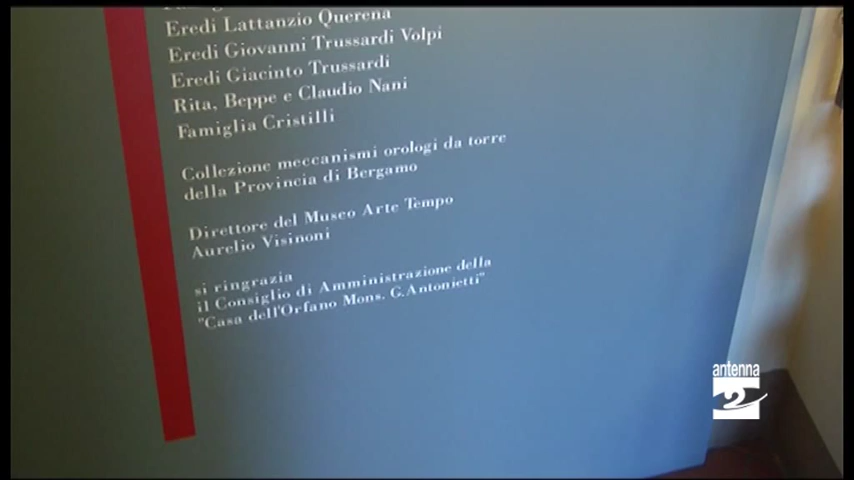 Eredi Lattanzio Querena
Eredi Giovanni Trussardi Volpi
Eredi Giacinto Trussardi
Rita, Beppe e Claudio Nani
Famiglia Cristilli
Collezione meccanismi orologi da torre
della Provincia di Bergamo
Direttore del Museo Arte Tempo
Aurelio Visinoni
si ringrazia
il Consiglio di Amministrazione della
"Casa dell'Orfano Mons. G.Antonietti"
antenna
2